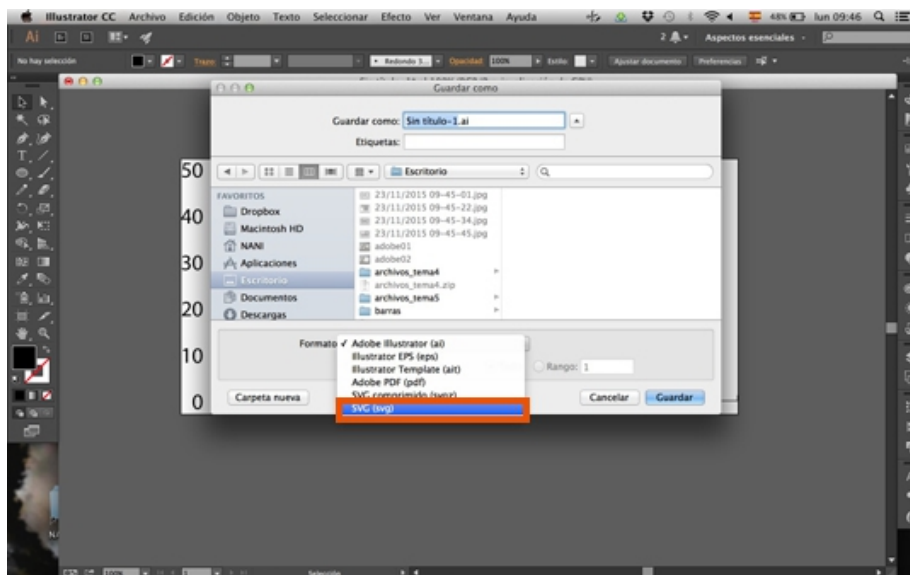 Illustrator CC Archivo Edición Objeto Texto Seleccionar Efecto Ver Ventana Ayuda 48% lun 09:46
Ai 2 Aspectos esenciales
No hay selección Trazo: Redondo 3... Opacidad: 100% Estilo: Ajustar documento Preferencias
Guardar como
Guardar como: Sin título-1.ai
Etiquetas:
Escritorio
FAVORITOS
Dropbox
Macintosh HD
NANI
Aplicaciones
Escritorio
Documentos
Descargas
23/11/2015 09-45-01.jpg
23/11/2015 09-45-22.jpg
23/11/2015 09-45-34.jpg
23/11/2015 09-45-45.jpg
adobe01
adobe02
archivos_tema4
archivos_tema4.zip
archivos_tema5
barras
50
40
30
20
10
0
Formato ✓ Adobe Illustrator (ai)
Illustrator EPS (eps)
Illustrator Template (ait)
Adobe PDF (pdf)
SVG comprimido (svgz)
SVG (svg)
Rango: 1
Carpeta nueva Cancelar Guardar
Selección